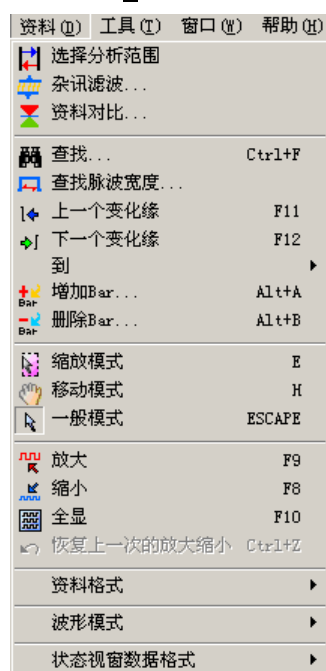 资料(D) 工具(T) 窗口(W) 帮助(H)
选择分析范围
杂讯滤波...
资料对比...
查找... Ctrl+F
查找脉波宽度...
上一个变化缘 F11
下一个变化缘 F12
到
增加Bar... Alt+A
删除Bar... Alt+B
缩放模式 E
移动模式 H
一般模式 ESCAPE
放大 F9
缩小 F8
全显 F10
恢复上一次的放大缩小 Ctrl+Z
资料格式
波形模式
状态视窗数据格式